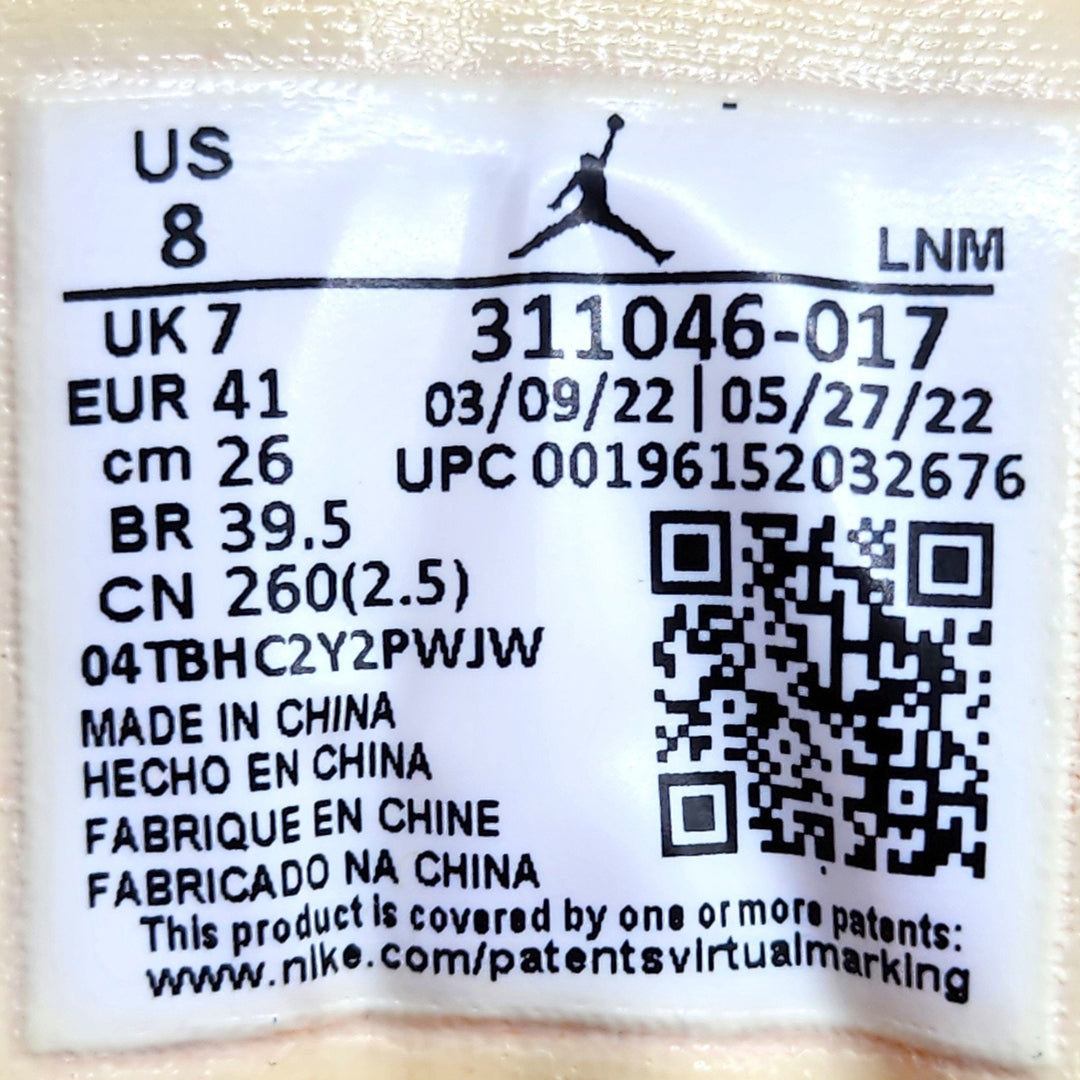 US
8
LNM
UK 7
311046-017
EUR 41
03/09/22 | 05/27/22
cm 26
UPC 00196152032676
BR 39.5
CN 260(2.5)
04TBHC2Y2PWJW
MADE IN CHINA
HECHO EN CHINA
FABRIQUE EN CHINE
FABRICADO NA CHINA
This product is covered by one or more patents:
www.nike.com/patentsvirtualmarking